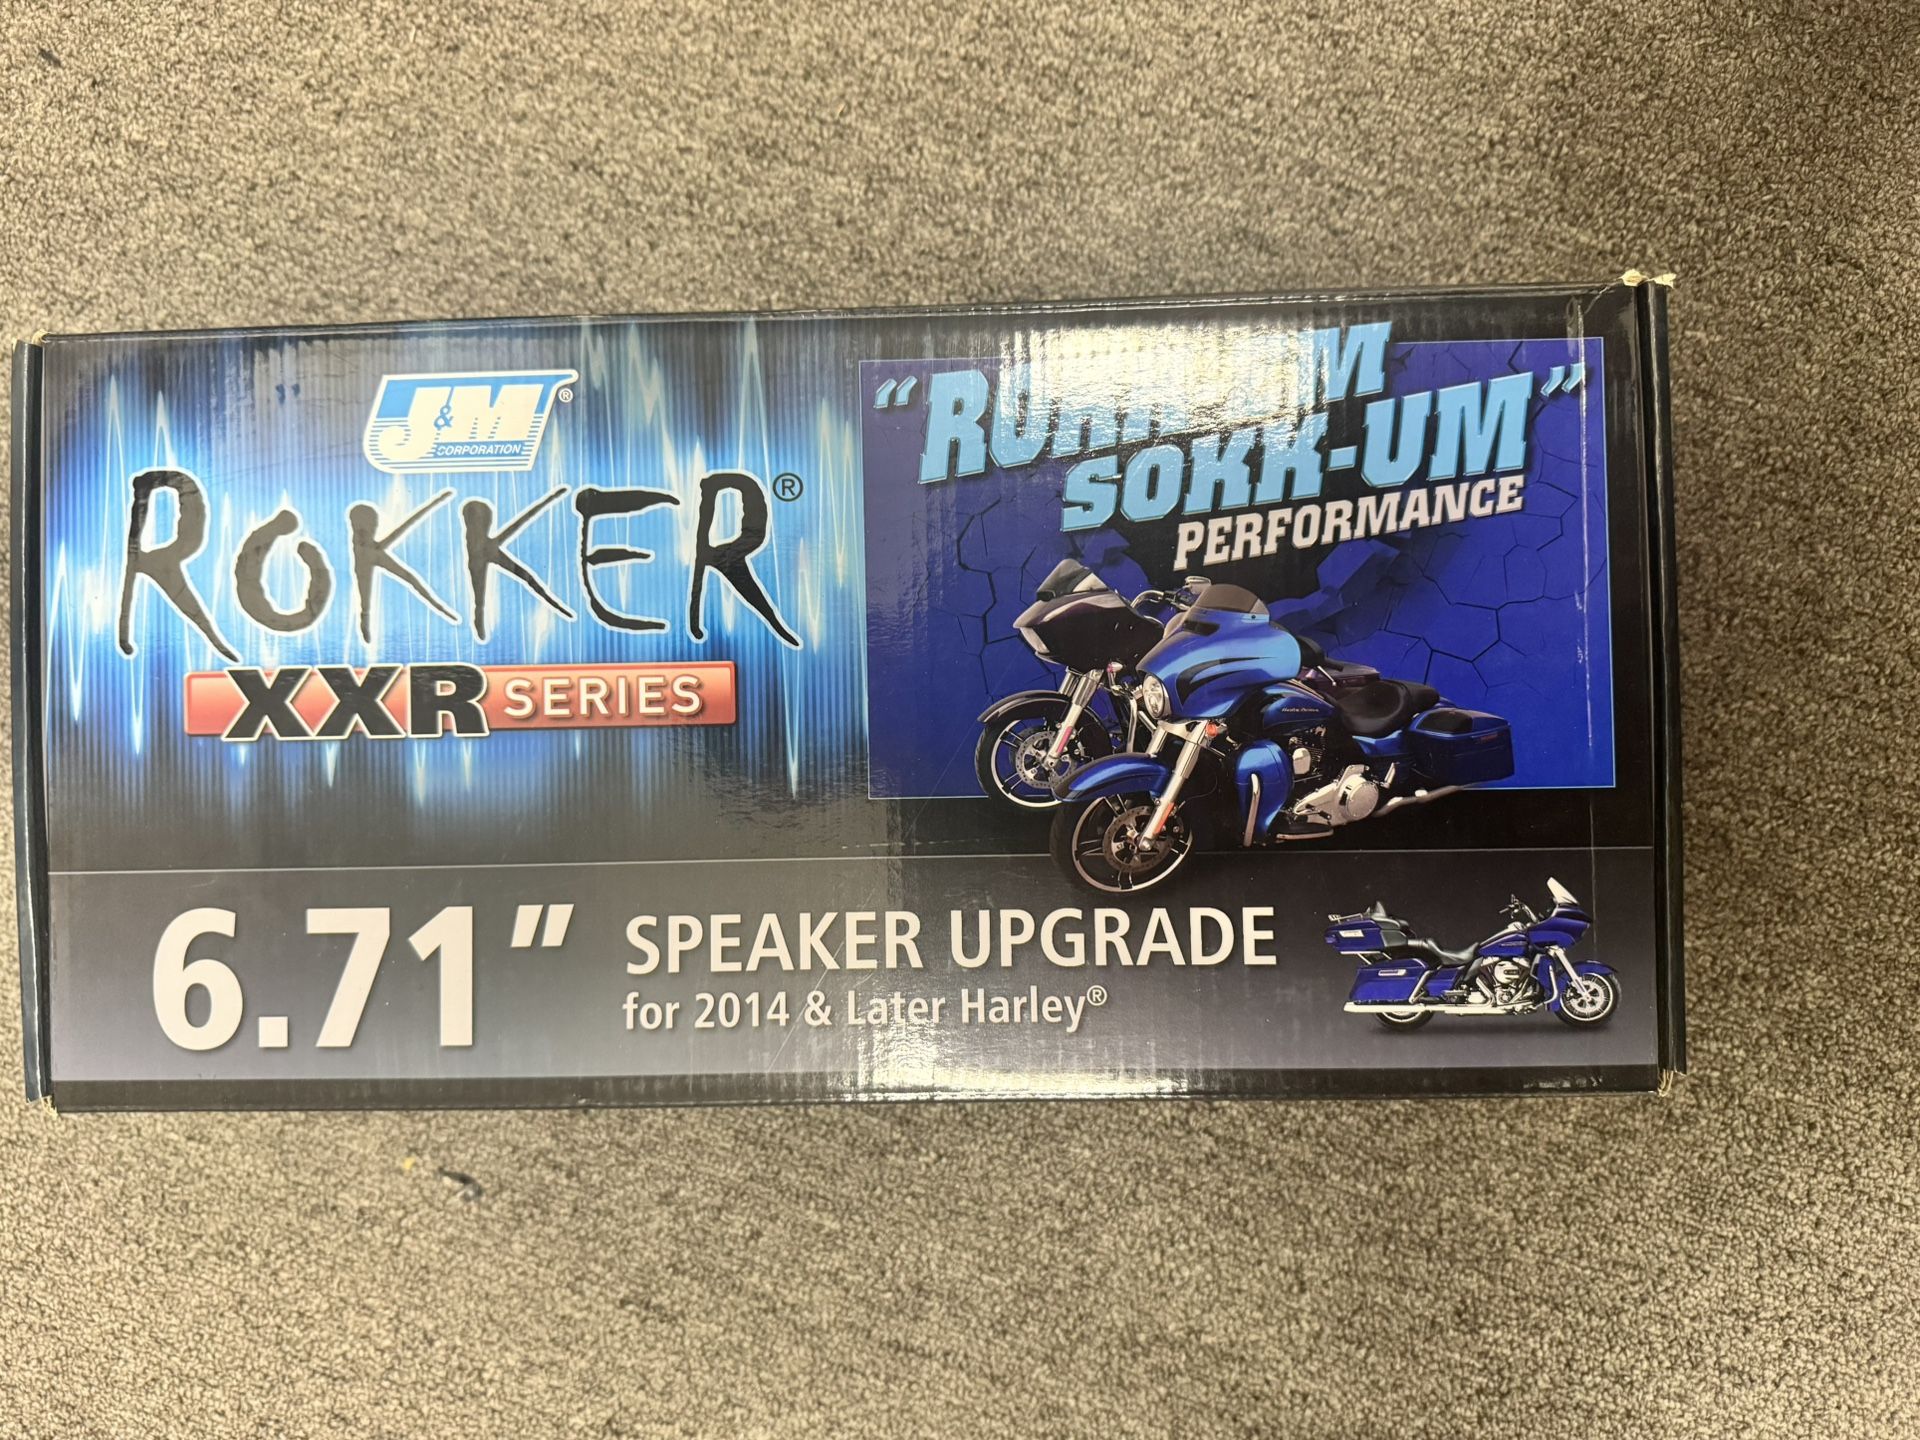 J&M®
CORPORATION
ROKKER®
XXR SERIES
"
SOKK-UM"
PERFORMANCE
6.71" SPEAKER UPGRADE
for 2014 & Later Harley®